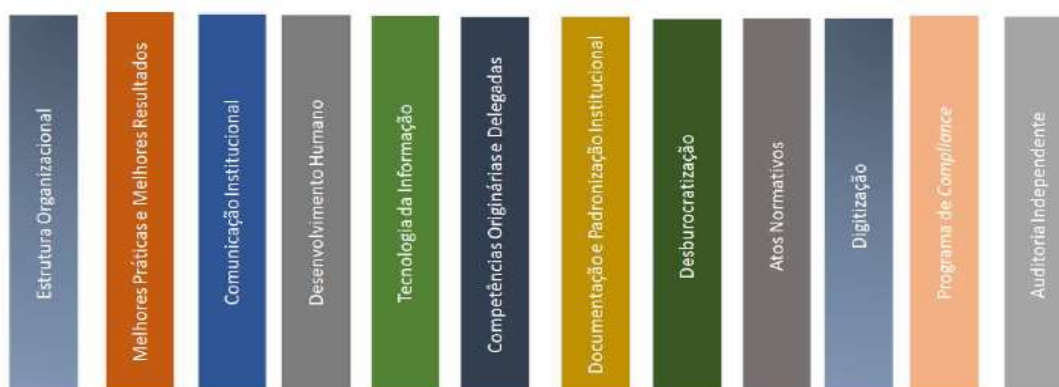 Estrutura Organizacional
Melhores Práticas e Melhores Resultados
Comunicação Institucional
Desenvolvimento Humano
Tecnologia da Informação
Competências Originárias e Delegadas
Documentação e Padronização Institucional
Desburocratização
Atos Normativos
Digitização
Programa de Compliance
Auditoria Independente